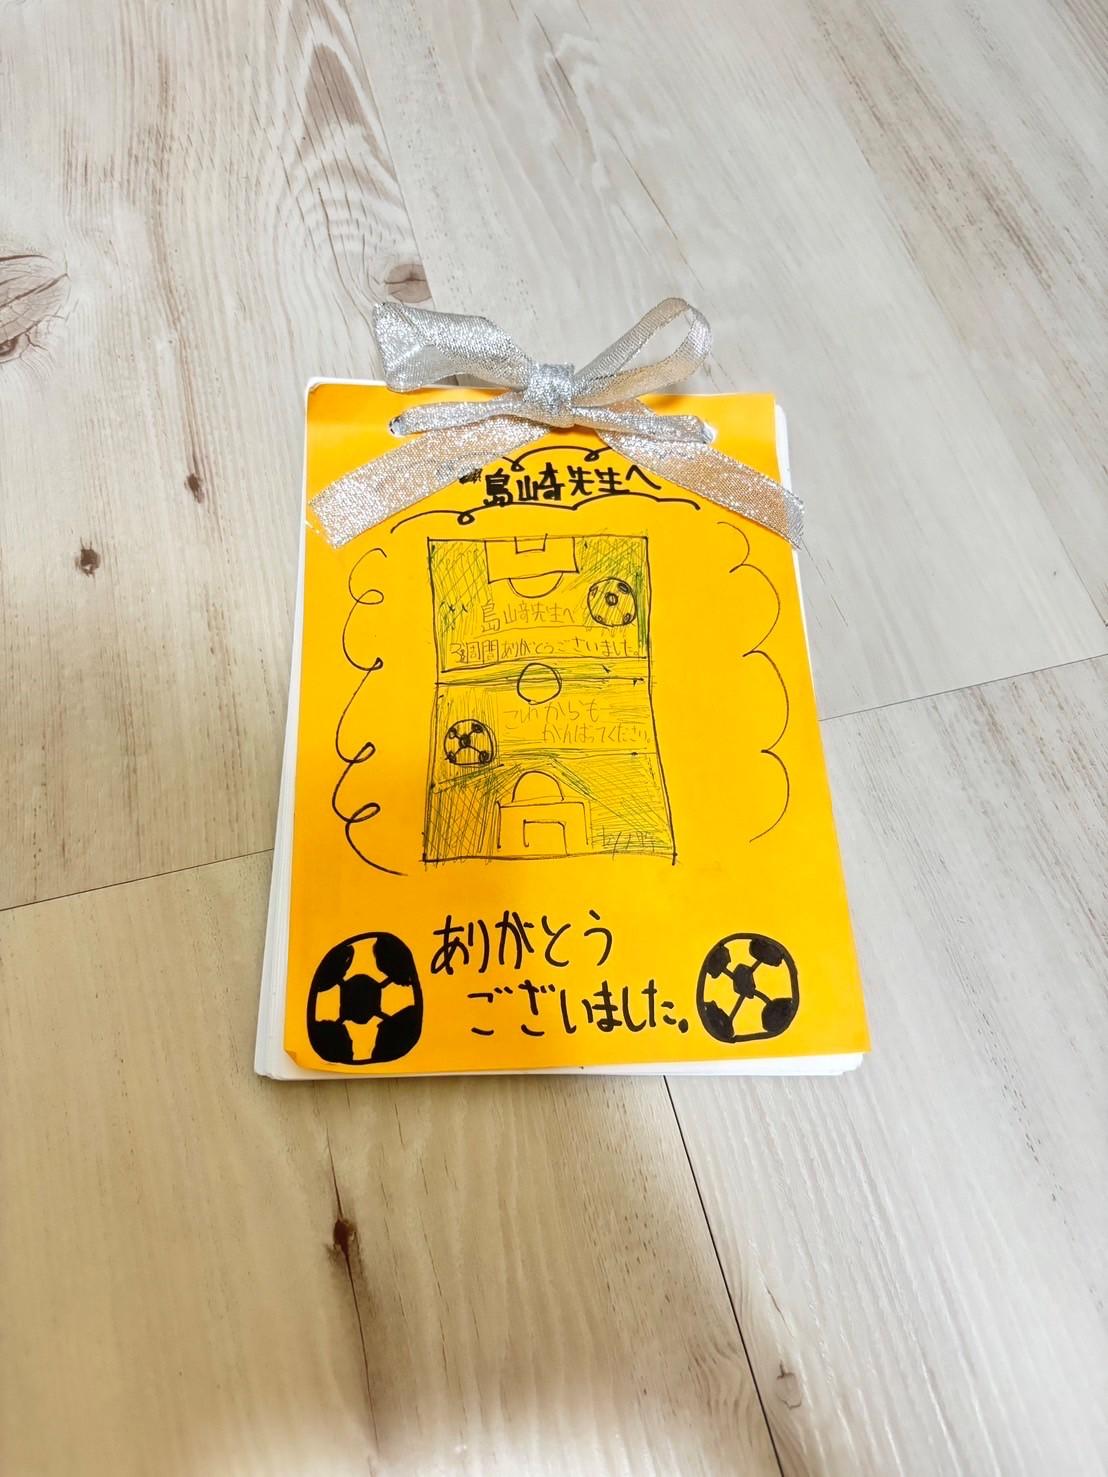 島崎先生へ
島崎先生へ
3週間ありがとうございました。
これからも
がんばってください。
ありがとう
ございました。